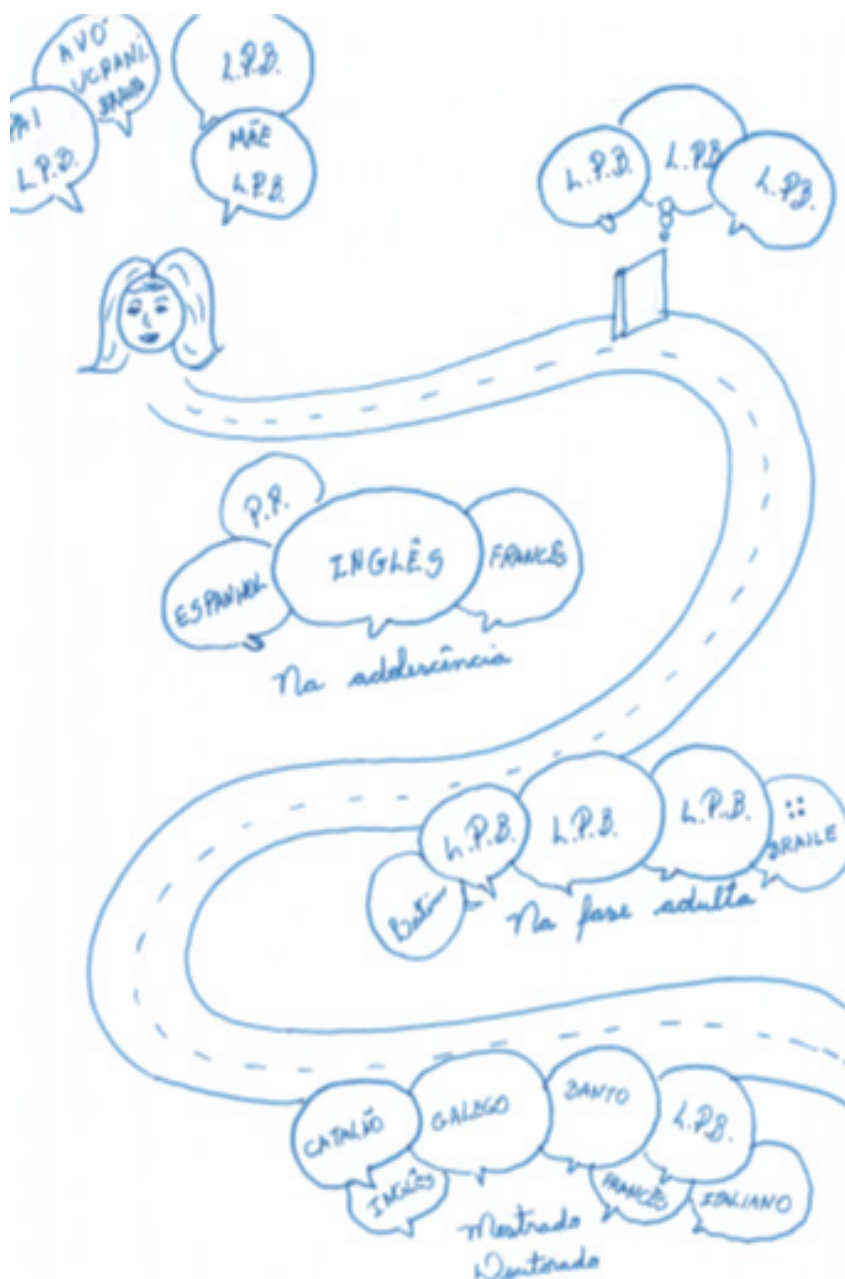 AVÓ
UCRANI.
PAI
L.P.B.
L.P.B.
MÃE
L.P.B.
L.P.B.
L.P.B
L.P.B.
P.P.
ESPANHOL
INGLÊS
FRANCÊS
Na adolescência
L.P.B.
L.P.B.
L.P.B.
BRAILE
Na fase adulta
CATALÃO
GALEGO
BANTO
L.P.B.
INGLÊS
FRANCÊS
ITALIANO
Mestrado
Doutorado